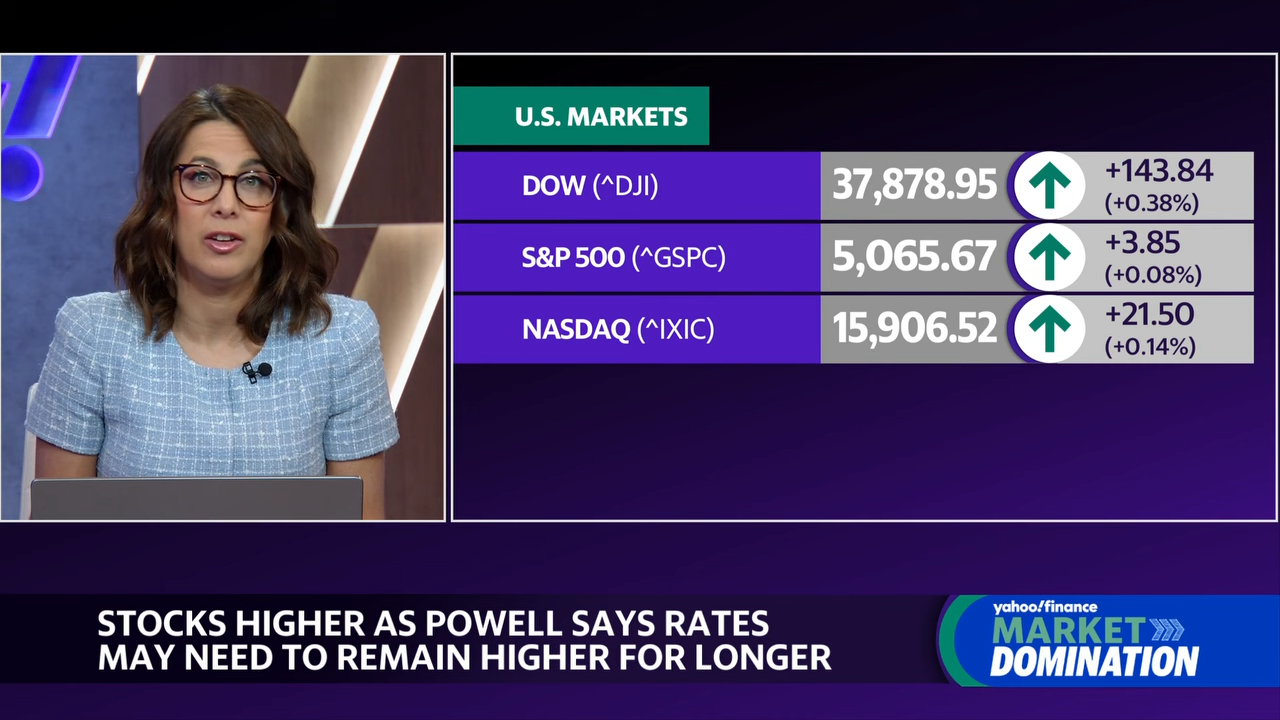 U.S. MARKETS
DOW (^DJI) 37,878.95 +143.84
(+0.38%)
S&P 500 (^GSPC) 5,065.67 +3.85
(+0.08%)
NASDAQ (^IXIC) 15,906.52 +21.50
(+0.14%)
STOCKS HIGHER AS POWELL SAYS RATES
MAY NEED TO REMAIN HIGHER FOR LONGER
yahoo!finance
MARKET
DOMINATION